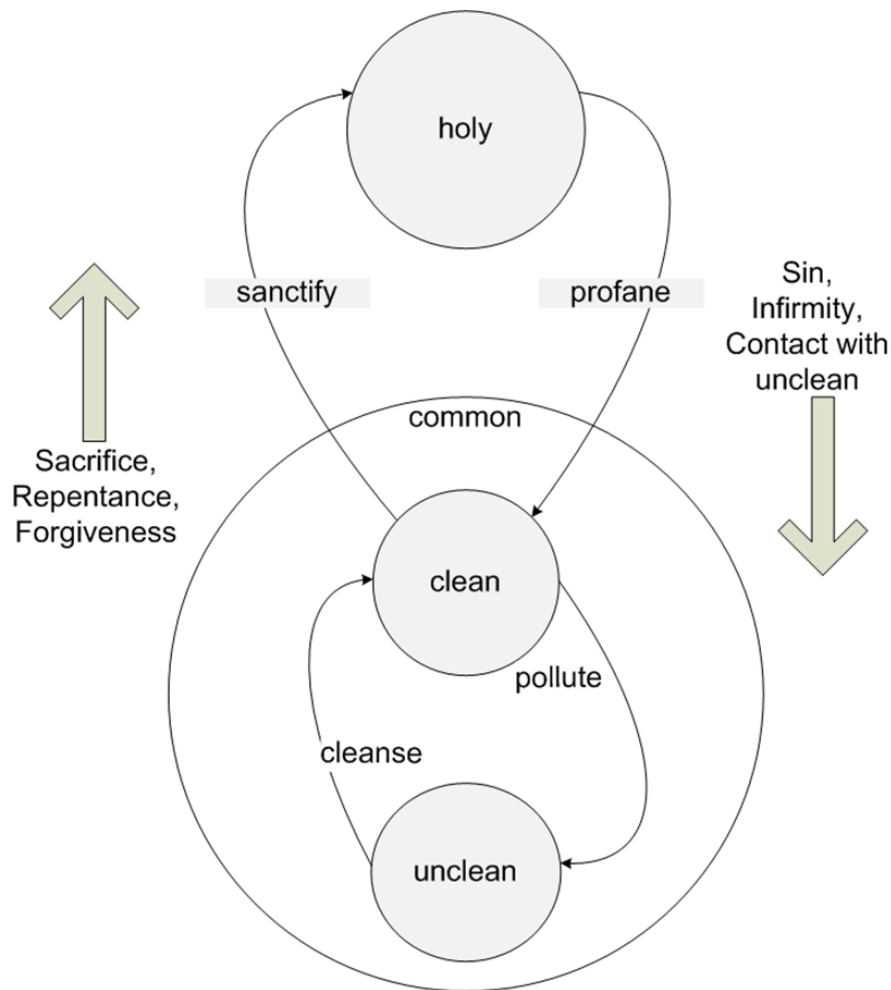 holy
sanctify
profane
Sin,
Infirmity,
Contact with
unclean
common
Sacrifice,
Repentance,
Forgiveness
clean
pollute
cleanse
unclean